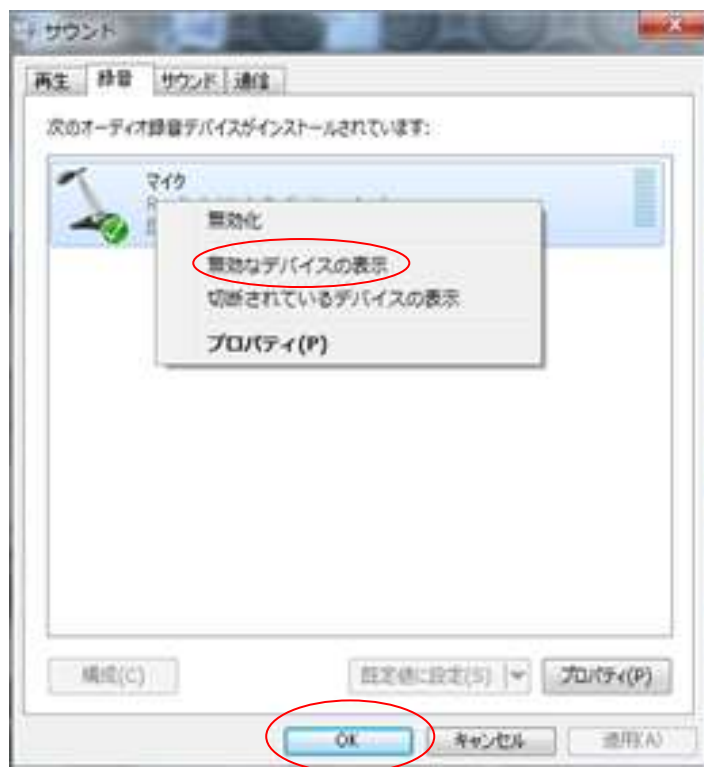 サウンド
再生 録音 サウンド 通信
次のオーディオ録音デバイスがインストールされています:
マイク
無効化
無効なデバイスの表示
切断されているデバイスの表示
プロパティ(P)
構成(C) 既定値に設定(S) プロパティ(P)
OK キャンセル 適用(A)